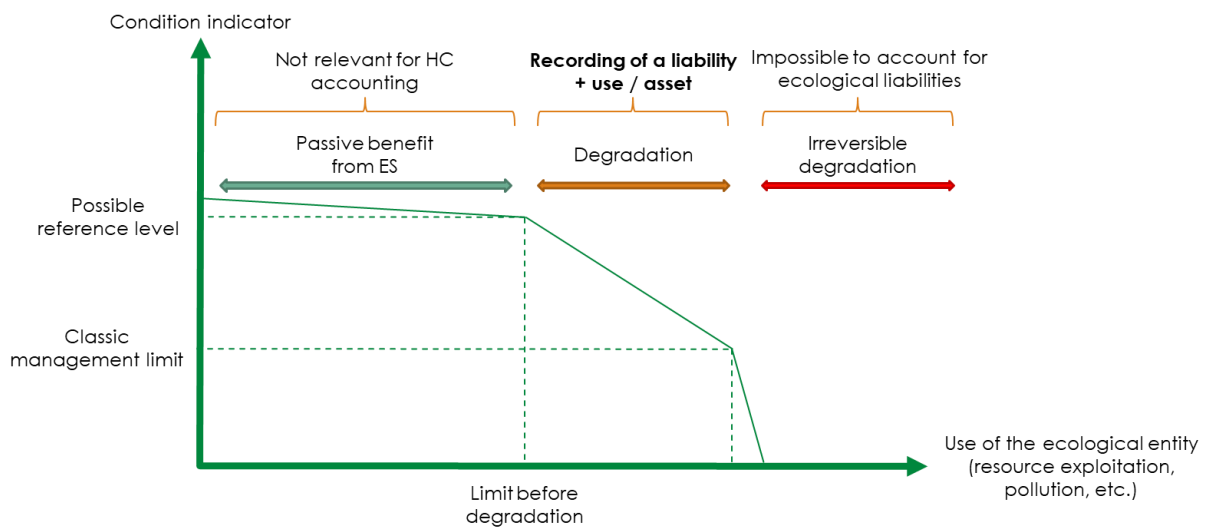 Condition indicator
Not relevant for HC
accounting
Recording of a liability
+ use / asset
Impossible to account for
ecological liabilities
Passive benefit
from ES
Degradation
Irreversible
degradation
Possible
reference level
Classic
management limit
Limit before
degradation
Use of the ecological entity
(resource exploitation,
pollution, etc.)